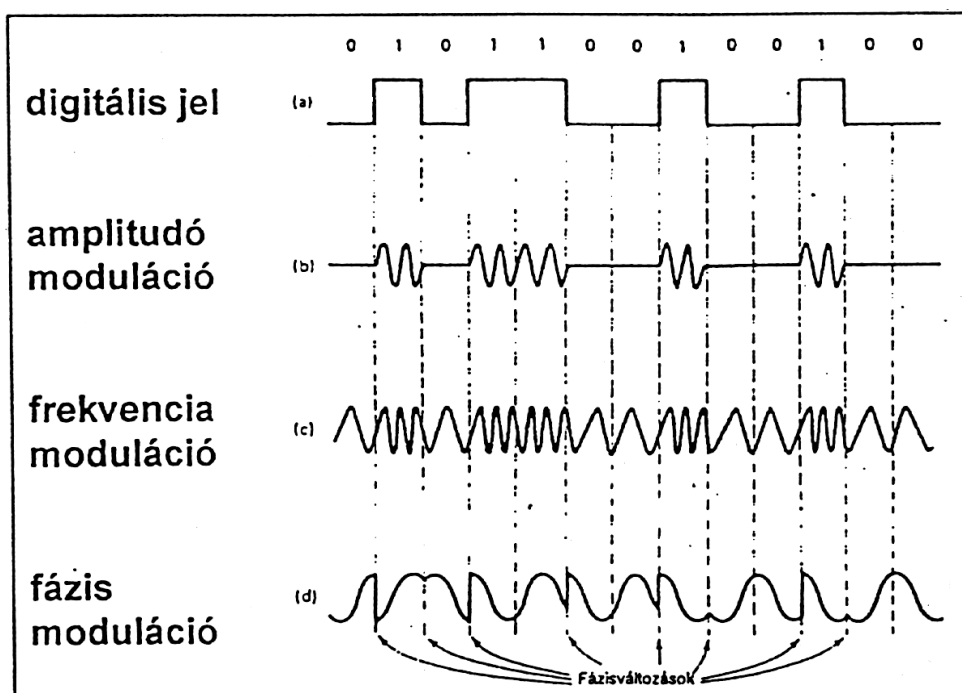 0 1 0 1 1 0 0 1 0 0 1 0 0
digitális jel (a)
amplitudó
moduláció (b)
frekvencia
moduláció (c)
fázis
moduláció (d)
Fázisváltozások